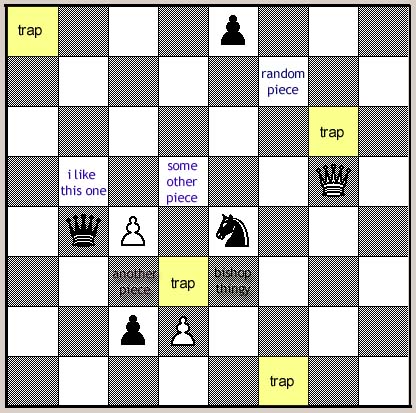 trap
random
piece
trap
i like
this one
some
other
piece
another
piece
trap
bishop
thingy
trap